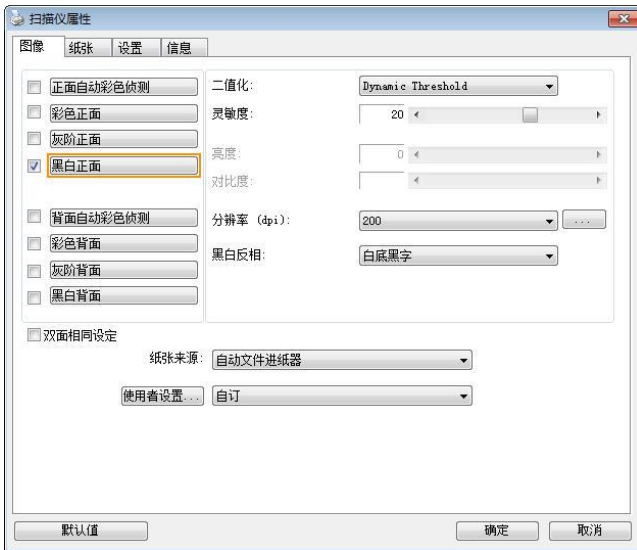 扫描仪属性
图像 纸张 设置 信息
正面自动彩色侦测
彩色正面
灰阶正面
黑白正面
背面自动彩色侦测
彩色背面
灰阶背面
黑白背面
二值化: Dynamic Threshold
灵敏度: 20
亮度: 0
对比度:
分辨率 (dpi): 200 ...
黑白反相: 白底黑字
双面相同设定
纸张来源: 自动文件进纸器
使用者设置... 自订
默认值 确定 取消